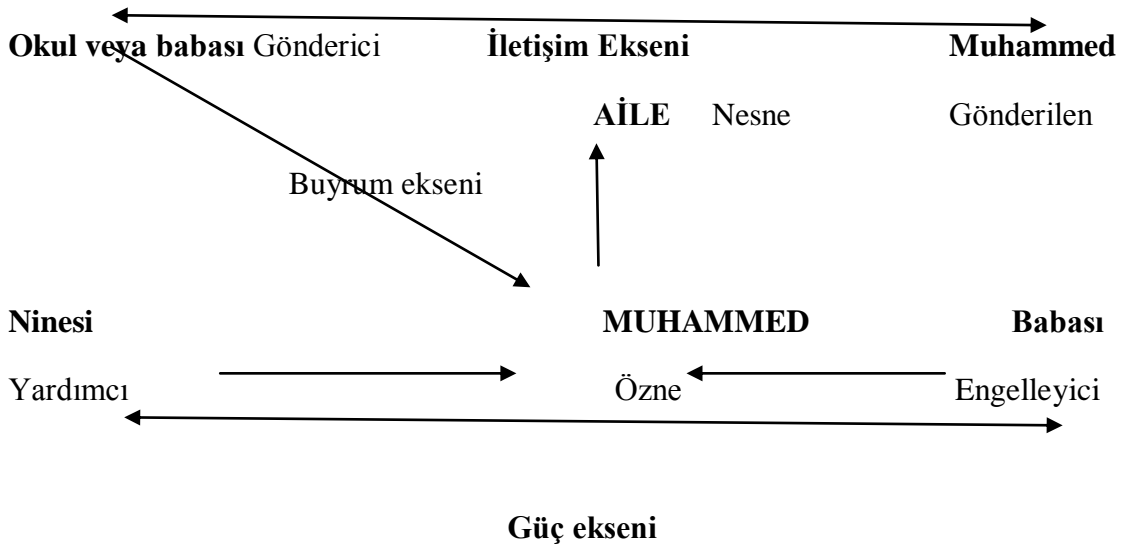 Okul veya babası Gönderici İletişim Ekseni Muhammed
AİLE Nesne Gönderilen
Buyrum ekseni
Ninesi MUHAMMED Babası
Yardımcı Özne Engelleyici
Güç ekseni